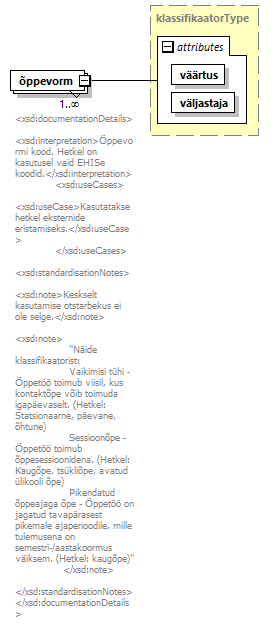 klassifikaatorType
attributes
väärtus
väljastaja
õppevorm
1..∞
<xsd:documentationDetails>
<xsd:interpretation>Õppevo
rmi kood. Hetkel on
kasutusel vaid EHISe
koodid.</xsd:interpretation>
<xsd:useCases>
<xsd:useCase>Kasutatakse
hetkel eksternide
eristamiseks.</xsd:useCase
>
</xsd:useCases>
<xsd:standardisationNotes>
<xsd:note>Keskselt
kasutamise otstarbekus ei
ole selge.</xsd:note>
<xsd:note>
"Näide
klassifikaatorist:
Vaikimisi tühi -
Õppetöö toimub viisil, kus
kontaktõpe võib toimuda
igapäevaselt. (Hetkel:
Statsionaarne, päevane,
õhtune)
Sessioonõpe -
Õppetöö toimub
õppesessioonidena. (Hetkel:
Kaugõpe, tsükliõpe, avatud
ülikooli õpe)
Pikendatud
õppeajaga õpe - Õppetöö on
jagatud tavapärasest
pikemale ajaperioodile, mille
tulemusena on
semestri-/aastakoormus
väiksem. (Hetkel: kaugõpe)"
</xsd:note>
</xsd:standardisationNotes>
</xsd:documentationDetails
>